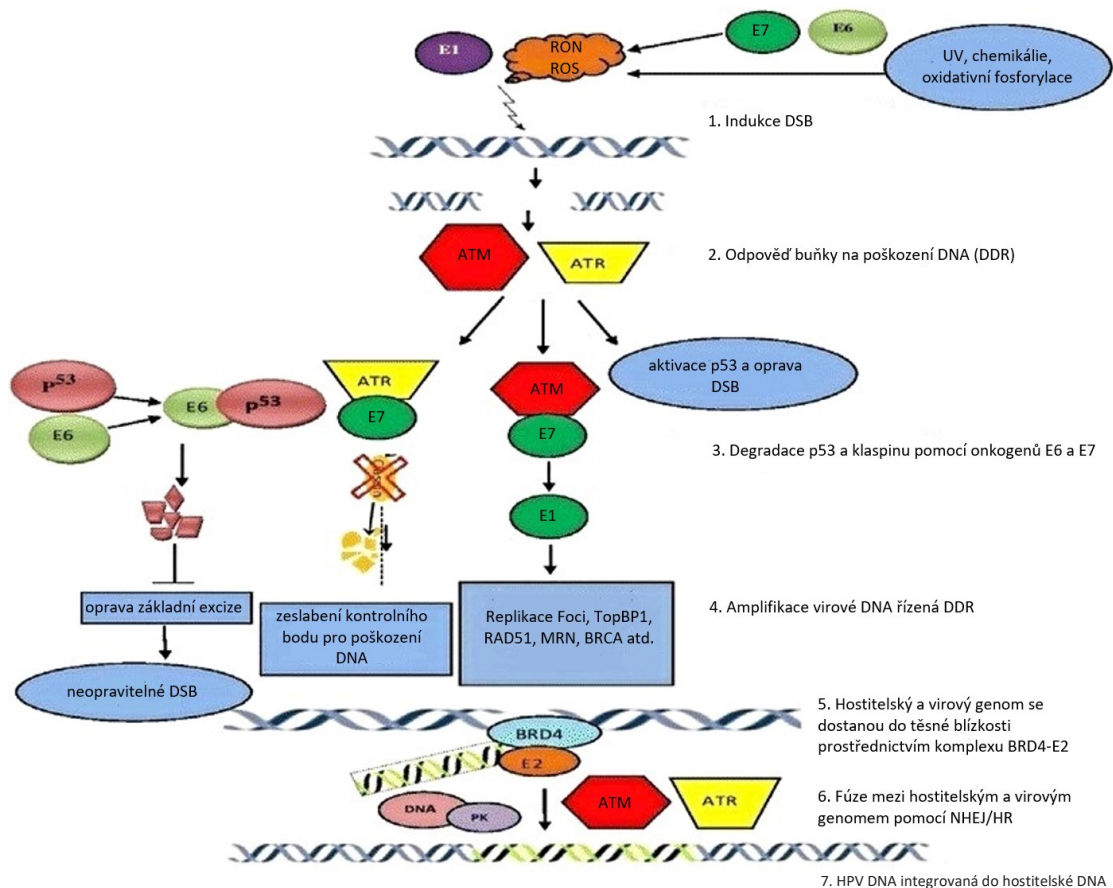 E7
E6
E1
RON
ROS
UV, chemikálie,
oxidativní fosforylace
1. Indukce DSB
ATM
ATR
2. Odpověď buňky na poškození DNA (DDR)
aktivace p53 a oprava
DSB
P53
E6
E6
P53
ATR
E7
ATM
E7
3. Degradace p53 a klaspinu pomocí onkogenů E6 a E7
E1
oprava základní excize
zeslabení kontrolního
bodu pro poškození
DNA
Replikace Foci, TopBP1,
RAD51, MRN, BRCA atd.
4. Amplifikace virové DNA řízená DDR
neopravitelné DSB
5. Hostitelský a virový genom se
dostanou do těsné blízkosti
prostřednictvím komplexu BRD4-E2
BRD4
E2
DNA
PK
ATM
ATR
6. Fúze mezi hostitelským a virovým
genomem pomocí NHEJ/HR
7. HPV DNA integrovaná do hostitelské DNA